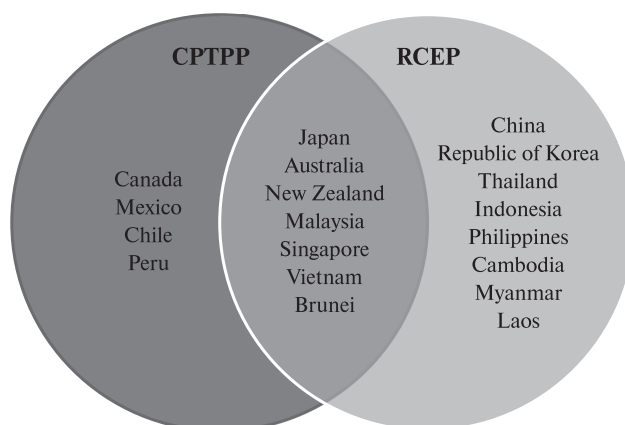 CPTPP
RCEP
Canada
Mexico
Chile
Peru
Japan
Australia
New Zealand
Malaysia
Singapore
Vietnam
Brunei
China
Republic of Korea
Thailand
Indonesia
Philippines
Cambodia
Myanmar
Laos